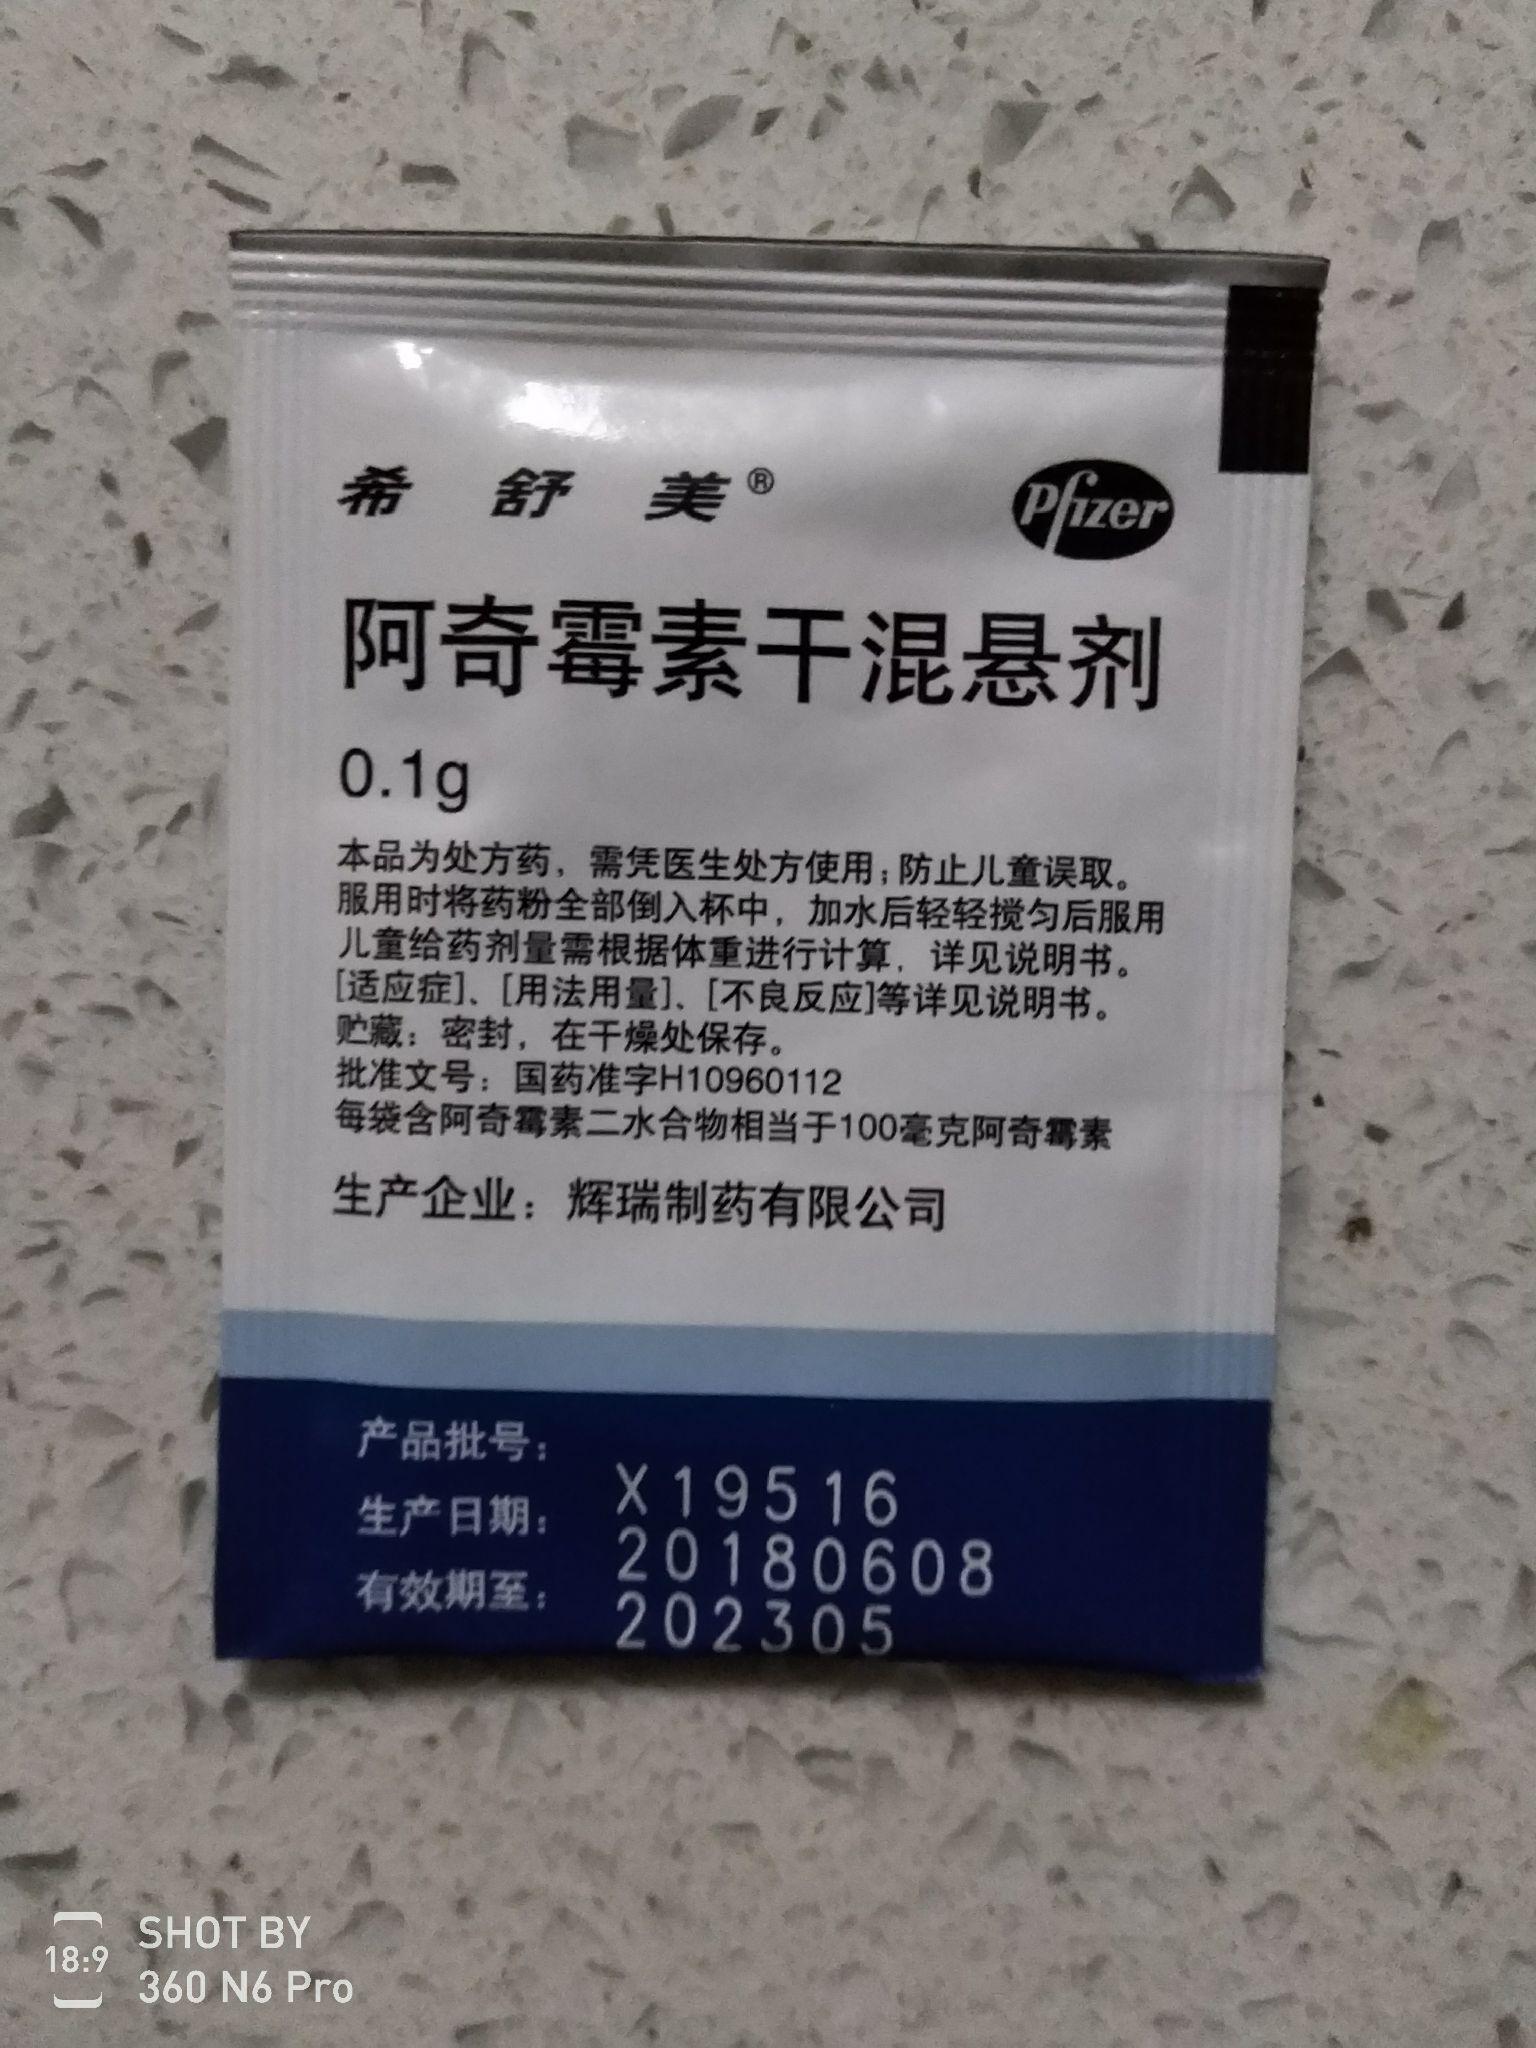 希舒美®
Pfizer
阿奇霉素干混悬剂
0.1g
本品为处方药，需凭医生处方使用；防止儿童误取。
服用时将药粉全部倒入杯中，加水后轻轻搅匀后服用
儿童给药剂量需根据体重进行计算，详见说明书。
[适应症]、[用法用量]、[不良反应]等详见说明书。
贮藏：密封，在干燥处保存。
批准文号：国药准字H10960112
每袋含阿奇霉素二水合物相当于100毫克阿奇霉素
生产企业：辉瑞制药有限公司
产品批号： X19516
生产日期： 20180608
有效期至： 202305
18:9
SHOT BY
360 N6 Pro